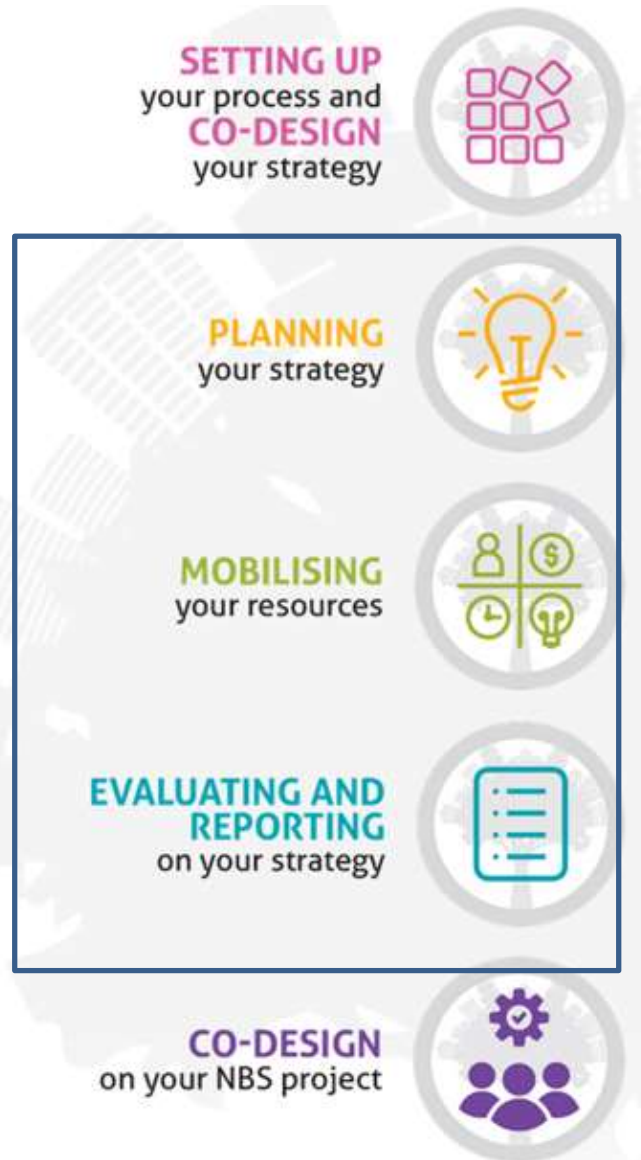 SETTING UP
your process and
CO-DESIGN
your strategy
PLANNING
your strategy
MOBILISING
your resources
$
EVALUATING AND
REPORTING
on your strategy
CO-DESIGN
on your NBS project